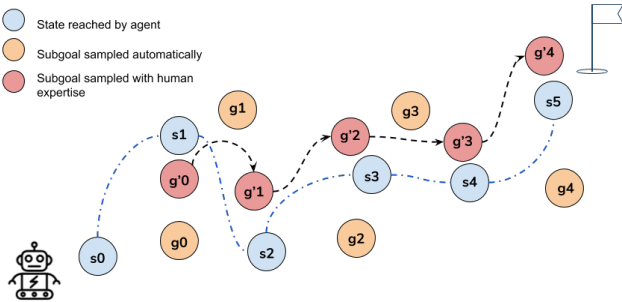 State reached by agent
Subgoal sampled automatically
Subgoal sampled with human
expertise
g'4
s5
g1
g3
s1
g'2
g'3
g'0
g'1
s3
s4
g4
g0
g2
s2
s0